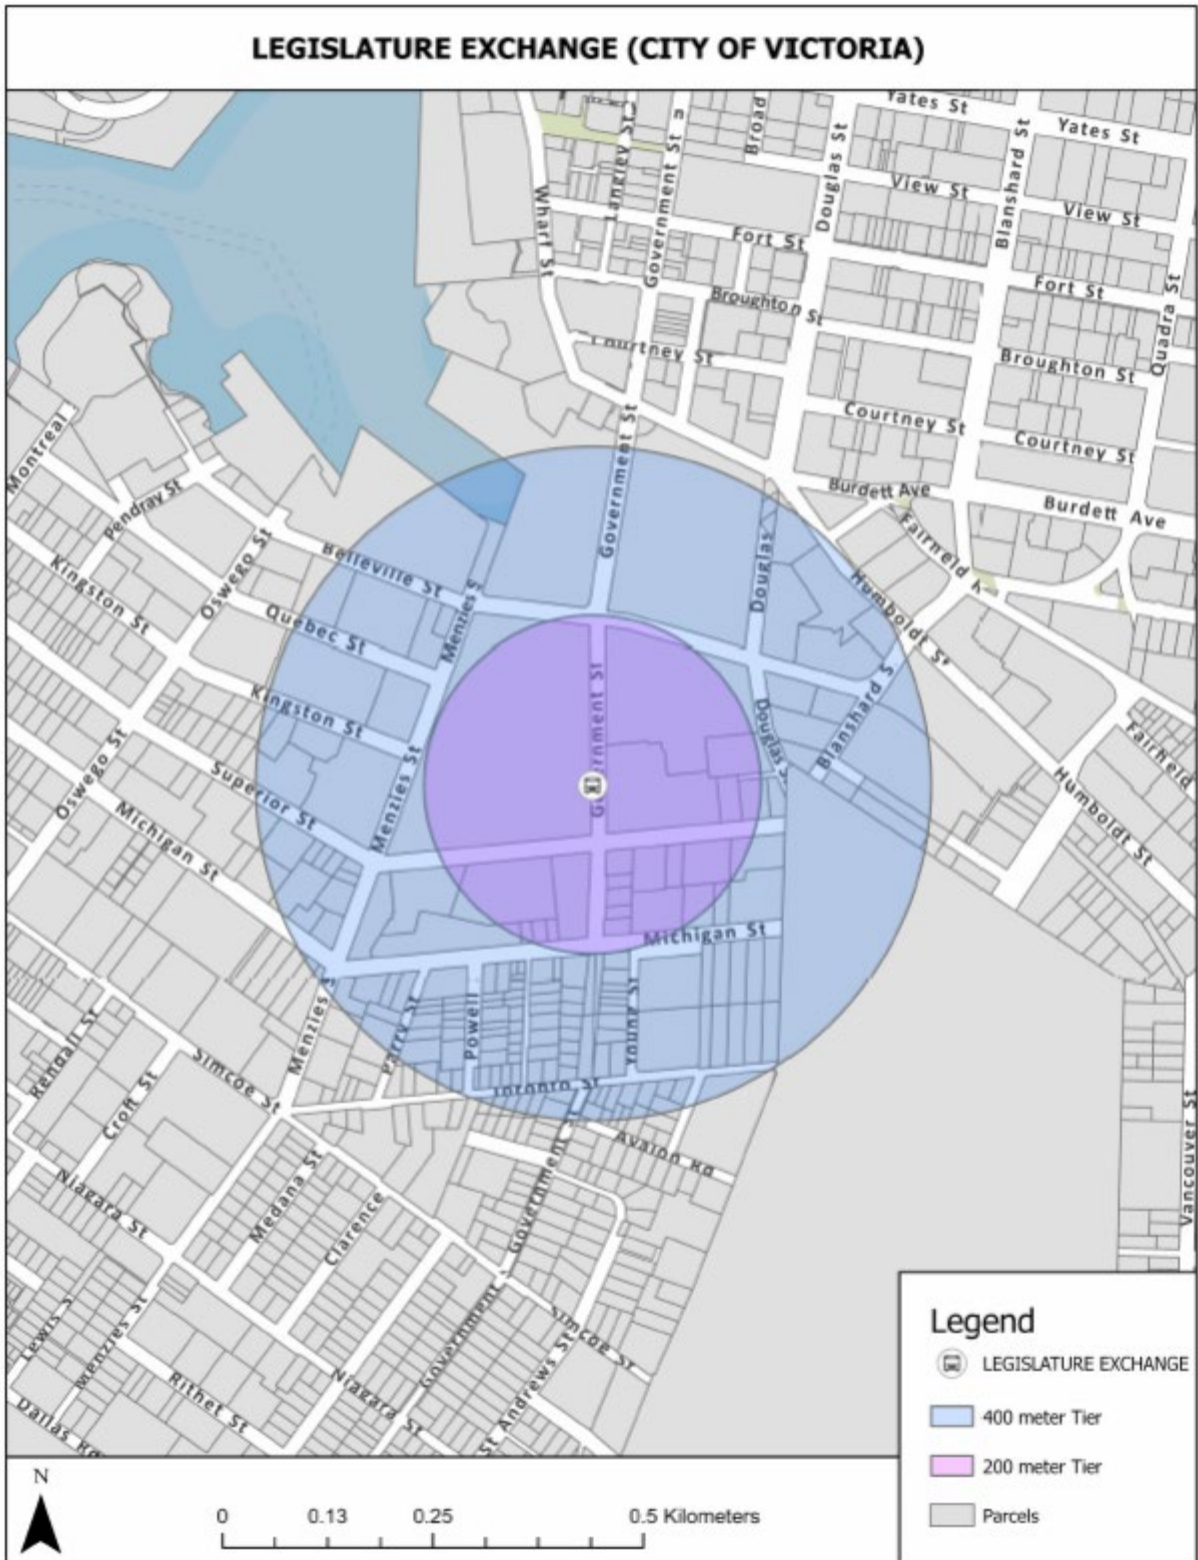 LEGISLATURE EXCHANGE (CITY OF VICTORIA)
Yates St
Yates St
Broad
Langley St
Government St
Douglas St
Blanshard St
View St
View St
Wharf St
Fort St
Fort St
Broughton St
Broughton St
Quadra St
Courtney St
Courtney St
Government St
Montreal
Pendray St
Burdett Ave
Burdett Ave
Belleville St
Oswego St
Kingston St
Quebec St
Menzies S
Douglas
Fairfield
Humboldt S
Kingston St
Government St
Blanshard S
Douglas S
Menzies St
Superior St
Oswego St
Michigan St
Fairfield
Humboldt St
Michigan St
Menzies
Parry St
Powell
Young St
Rendall St
Simcoe St
Toronto St
Croft St
Avalon Rd
Vancouver St
Niagara St
Medana St
Clarence
Government
Lewis S
Menzies St
Simcoe St
Government
Rithet St
Niagara St
St Andrews St
Dallas Rd
Legend
LEGISLATURE EXCHANGE
400 meter Tier
200 meter Tier
Parcels
N
0 0.13 0.25 0.5 Kilometers